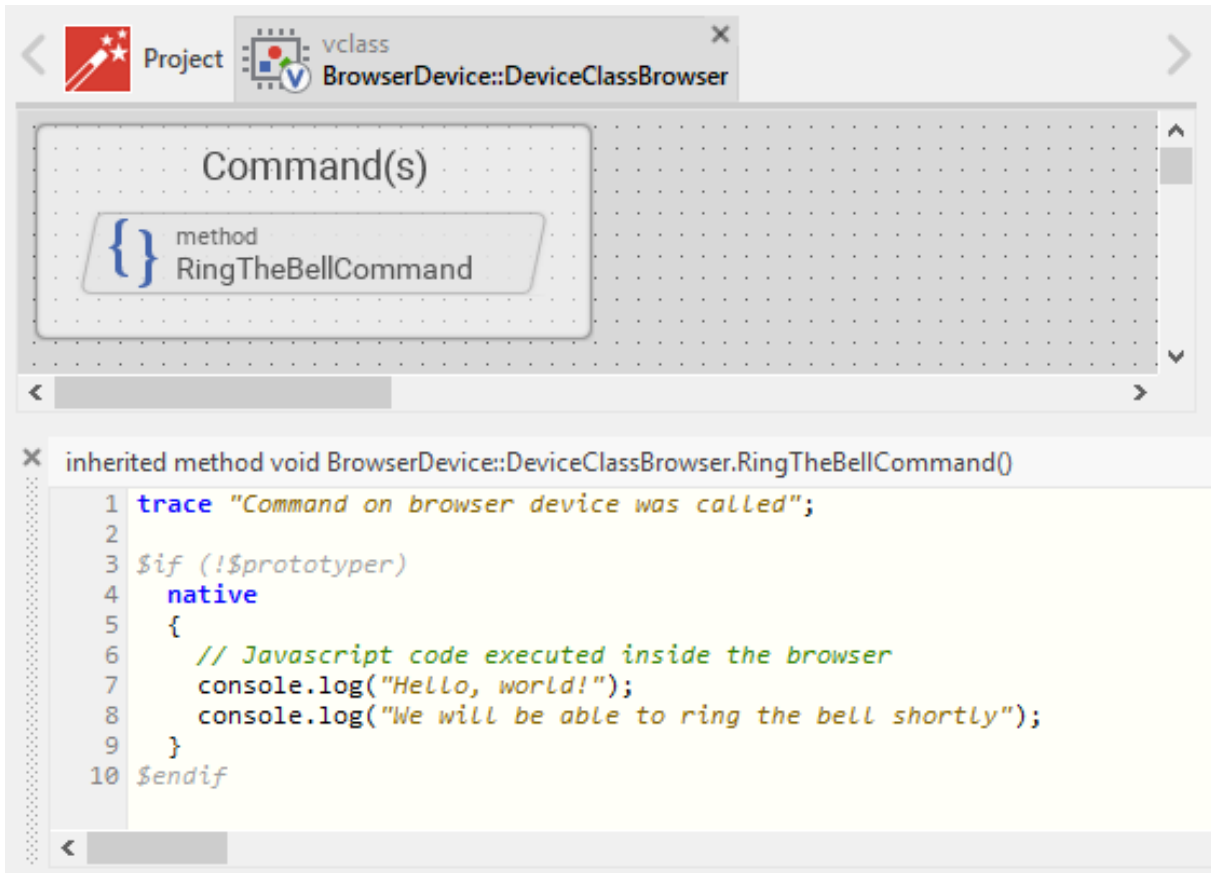 Project
vclass
BrowserDevice::DeviceClassBrowser
Command(s)
{}
method
RingTheBellCommand
inherited method void BrowserDevice::DeviceClassBrowser.RingTheBellCommand()
1 trace "Command on browser device was called";
2
3 $if (!$prototyper)
4   native
5   {
6     // Javascript code executed inside the browser
7     console.log("Hello, world!");
8     console.log("We will be able to ring the bell shortly");
9   }
10 $endif